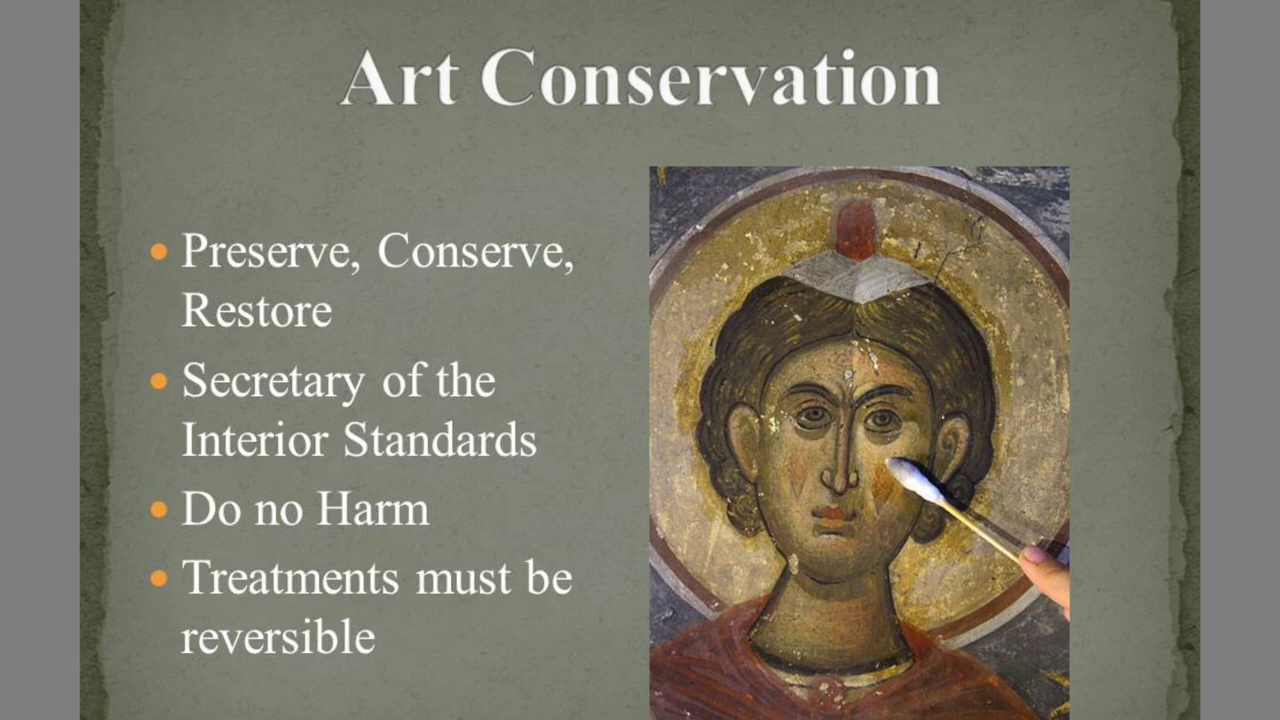 Art Conservation
Preserve, Conserve,
Restore
Secretary of the
Interior Standards
Do no Harm
Treatments must be
reversible